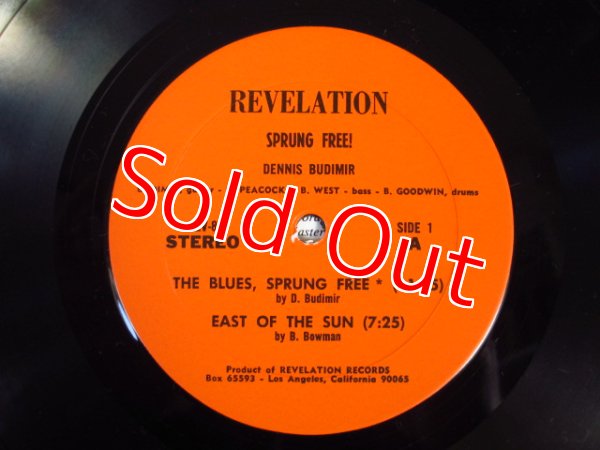 REVELATION
SPRUNG FREE!
DENNIS BUDIMIR
PEACOCK B. WEST - bass - B. GOODWIN, drums
Sold Out
SIDE 1
STEREO A
THE BLUES, SPRUNG FREE *
by D. Budimir
EAST OF THE SUN (7:25)
by B. Bowman
Product of REVELATION RECORDS
Box 65593 - Los Angeles, California 90065